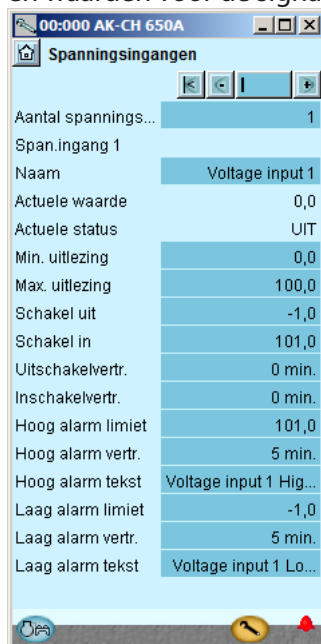 00:000 AK-CH 650A
Spanningsingangen
Aantal spannings... 1
Span.ingang 1
Naam Voltage input 1
Actuele waarde 0,0
Actuele status UIT
Min. uitlezing 0,0
Max. uitlezing 100,0
Schakel uit -1,0
Schakel in 101,0
Uitschakelvertr. 0 min.
Inschakelvertr. 0 min.
Hoog alarm limiet 101,0
Hoog alarm vertr. 5 min.
Hoog alarm tekst Voltage input 1 Hig...
Laag alarm limiet -1,0
Laag alarm vertr. 5 min.
Laag alarm tekst Voltage input 1 Lo...